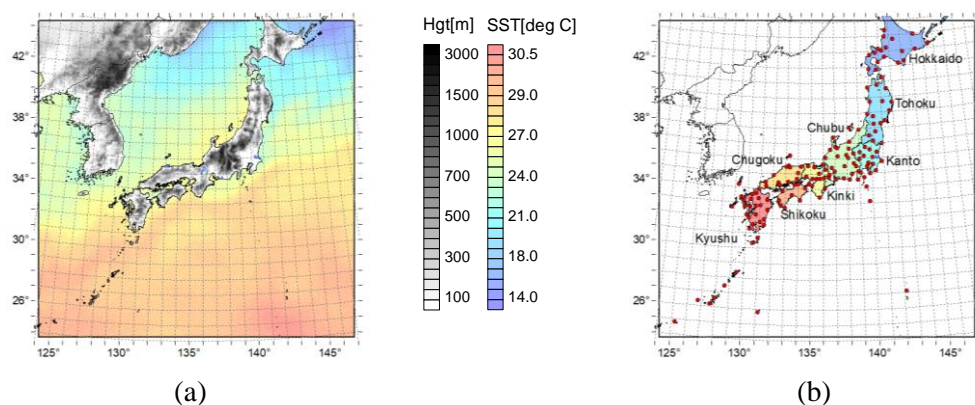 Hgt[m] SST[deg C]
42°
38°
34°
30°
26°
125° 130° 135° 140° 145°
3000
1500
1000
700
500
300
100
30.5
29.0
27.0
24.0
21.0
18.0
14.0
42°
38°
34°
30°
26°
Hokkaido
Tohoku
Chubu
Kanto
Chugoku
Kinki
Shikoku
Kyushu
125° 130° 135° 140° 145°
(a) (b)